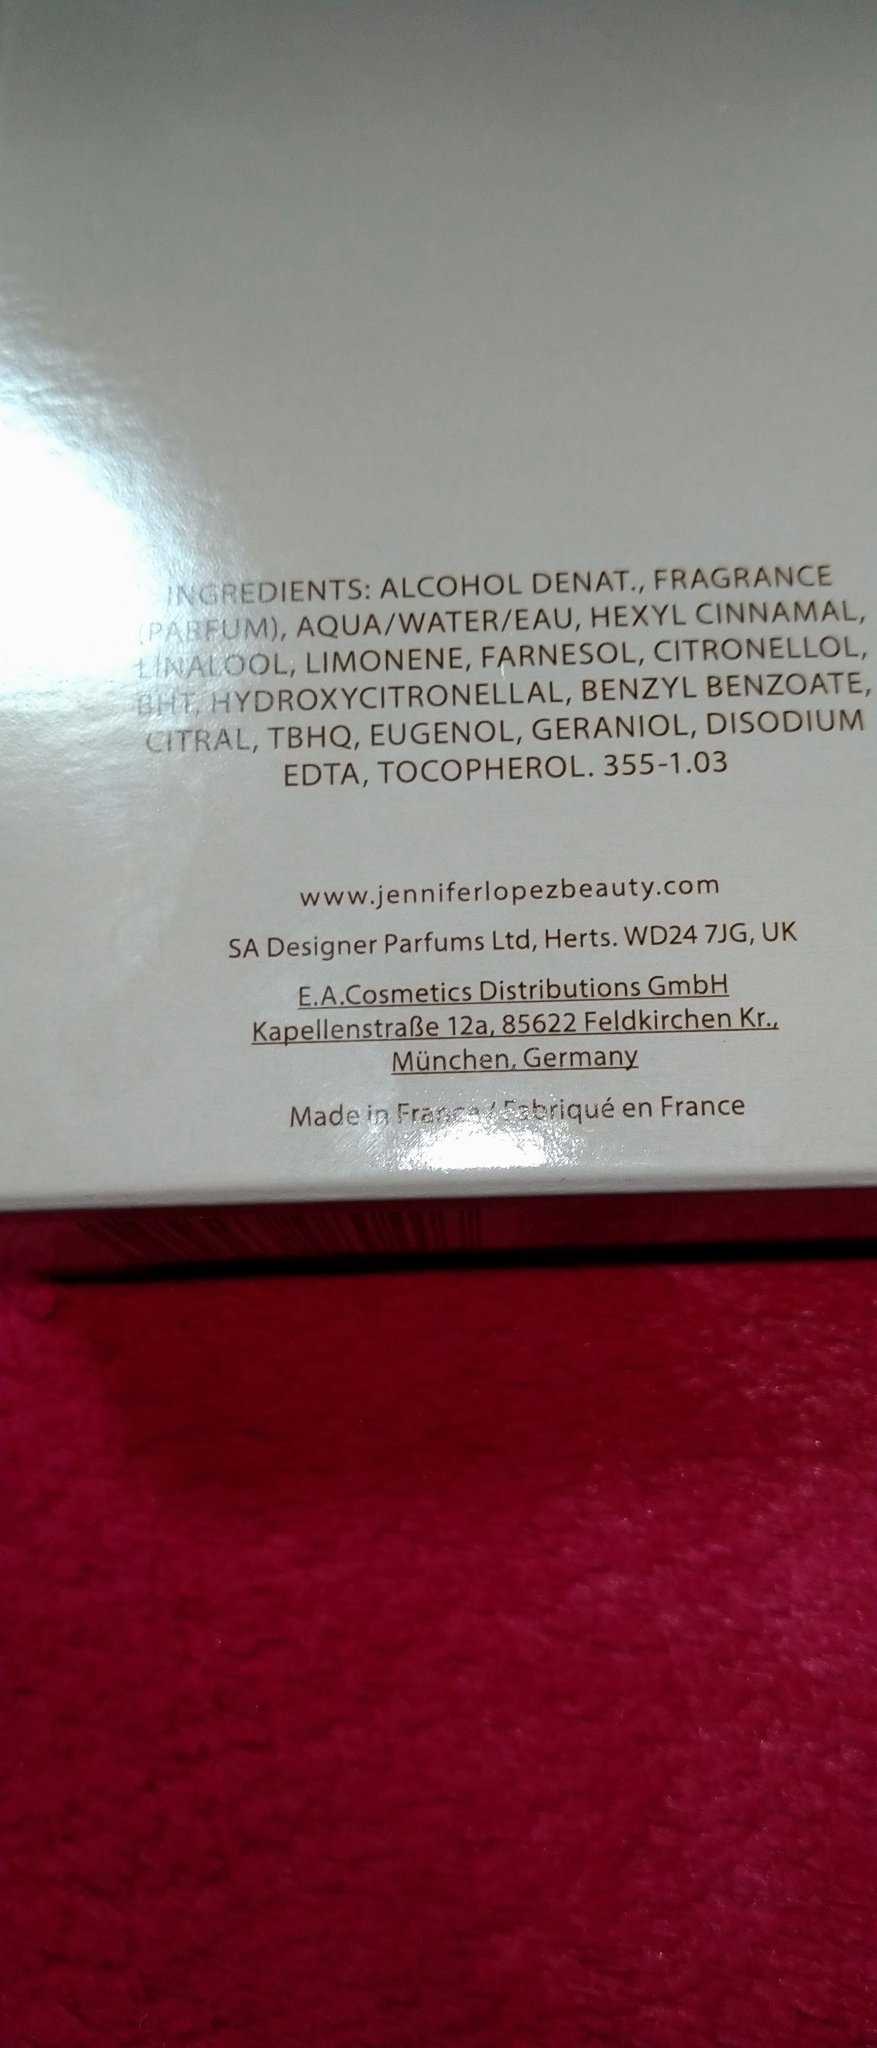 INGREDIENTS: ALCOHOL DENAT., FRAGRANCE
(PARFUM), AQUA/WATER/EAU, HEXYL CINNAMAL,
LINALOOL, LIMONENE, FARNESOL, CITRONELLOL,
BHT, HYDROXYCITRONELLAL, BENZYL BENZOATE,
CITRAL, TBHQ, EUGENOL, GERANIOL, DISODIUM
EDTA, TOCOPHEROL. 355-1.03
www.jenniferlopezbeauty.com
SA Designer Parfums Ltd, Herts. WD24 7JG, UK
E.A.Cosmetics Distributions GmbH
Kapellenstraße 12a, 85622 Feldkirchen Kr.,
München, Germany
Made in France / Fabriqué en France